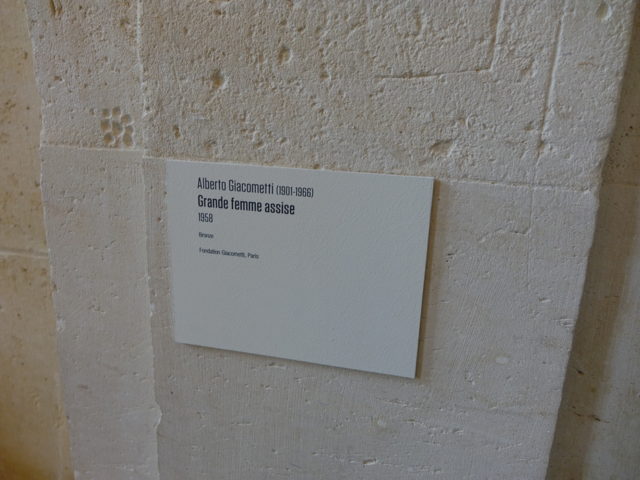 Alberto Giacometti (1901-1966)
Grande femme assise
1958
Bronze
Fondation Giacometti, Paris